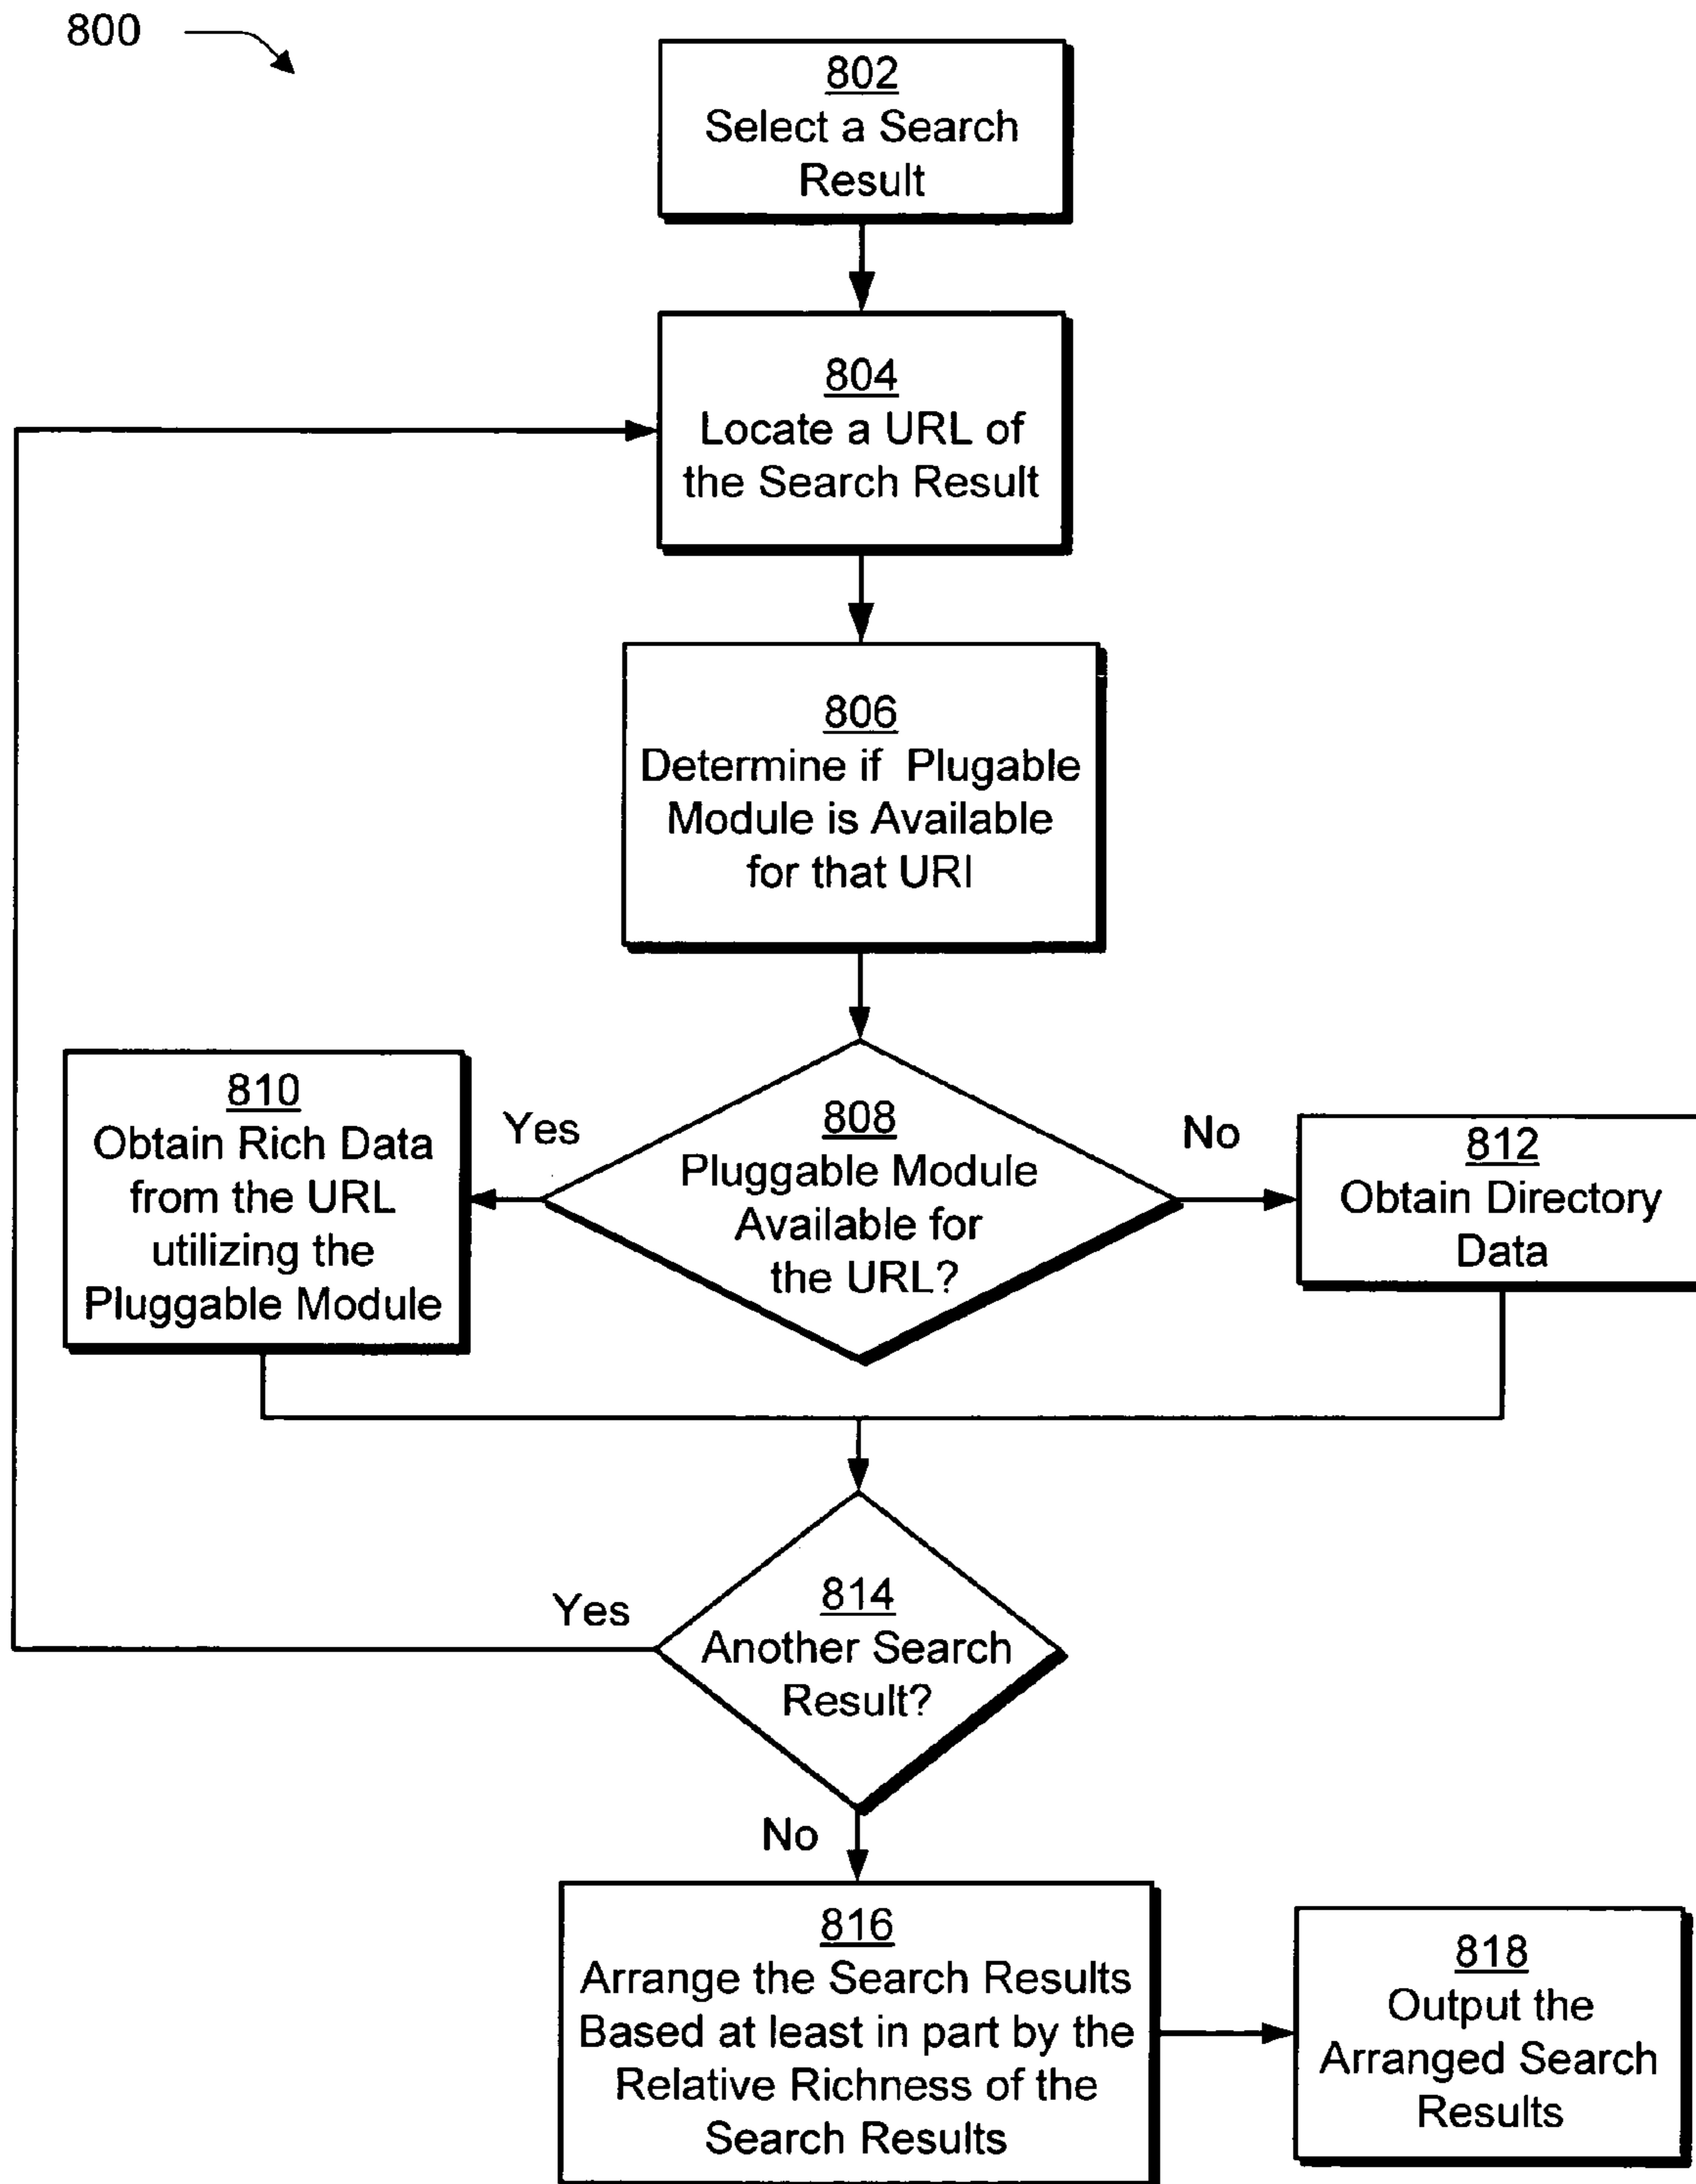 800
802
Select a Search
Result
804
Locate a URL of
the Search Result
806
Determine if Plugable
Module is Available
for that URI
810
Obtain Rich Data
from the URL
utilizing the
Pluggable Module
Yes
808
Pluggable Module
Available for
the URL?
No
812
Obtain Directory
Data
Yes
814
Another Search
Result?
No
816
Arrange the Search Results
Based at least in part by the
Relative Richness of the
Search Results
818
Output the
Arranged Search
Results